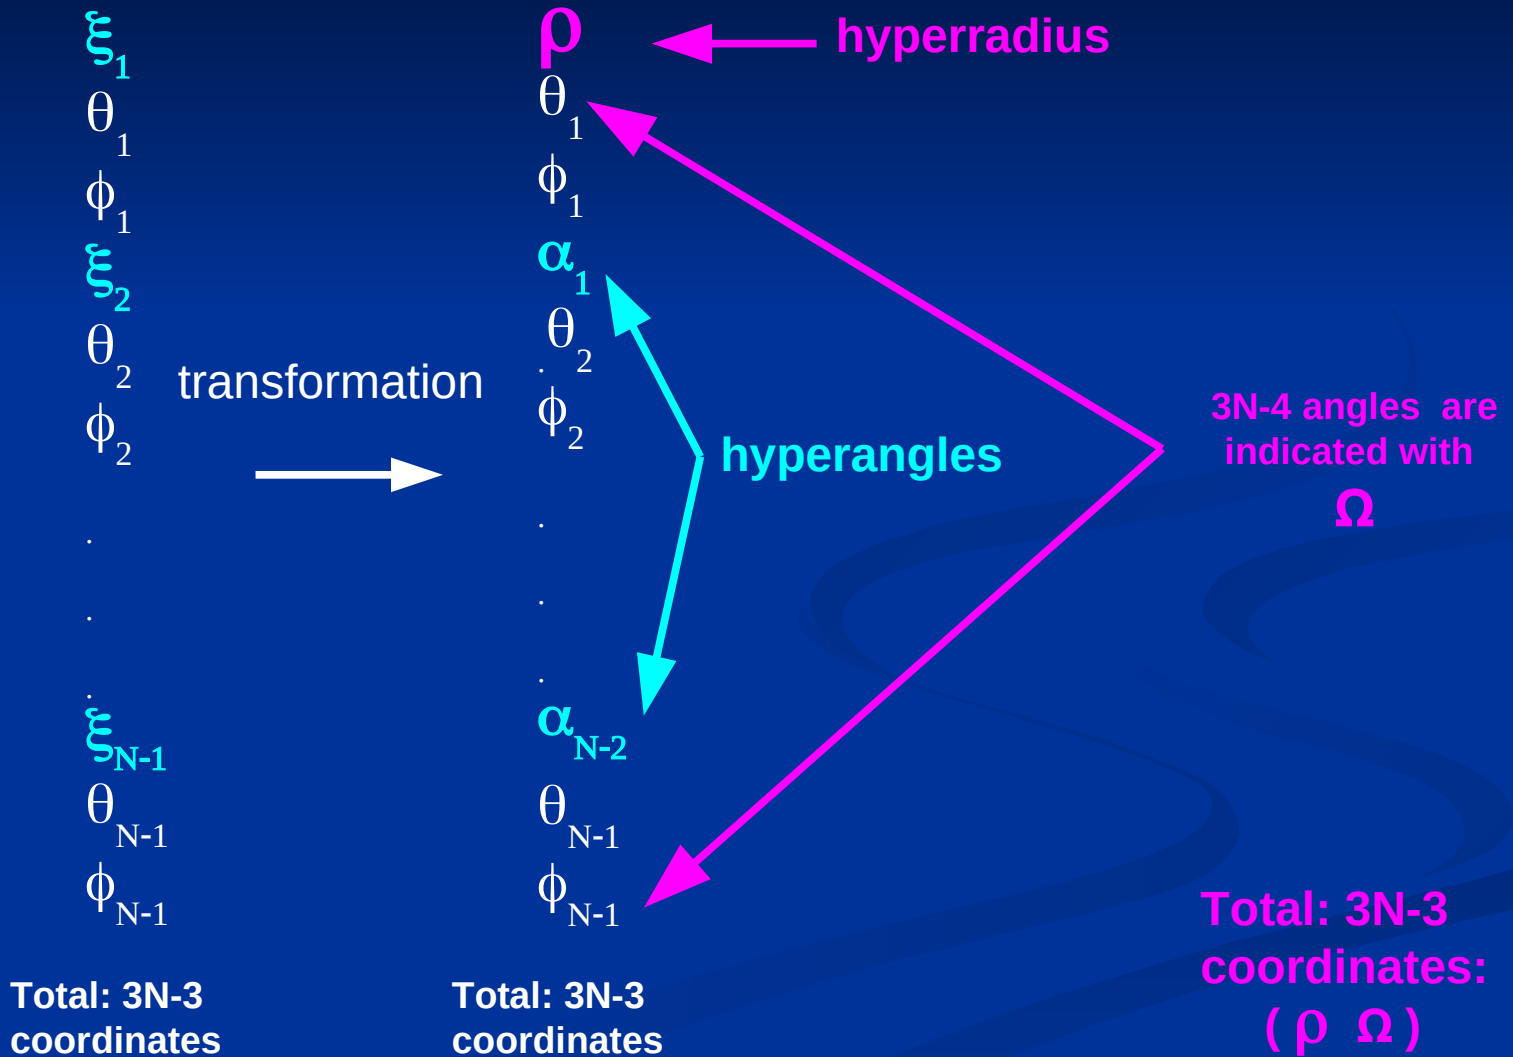 ξ1
θ1
ϕ1
ξ2
θ2
ϕ2
.
.
.
ξN-1
θN-1
ϕN-1
Total: 3N-3
coordinates
transformation
ρ
θ1
ϕ1
α1
θ2
.
ϕ2
.
.
.
αN-2
θN-1
ϕN-1
Total: 3N-3
coordinates
hyperradius
hyperangles
3N-4 angles are
indicated with
Ω
Total: 3N-3
coordinates:
( ρ Ω )